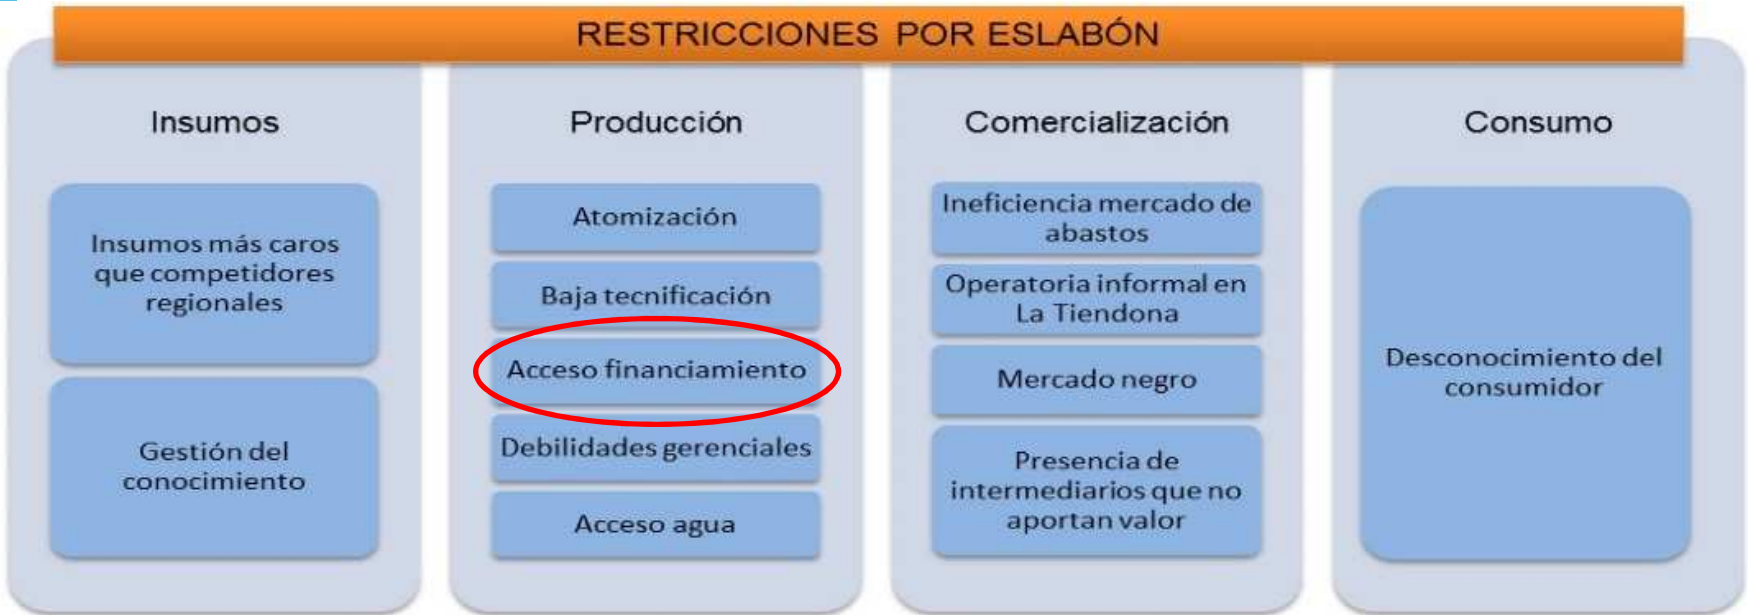 RESTRICCIONES POR ESLABÓN
Insumos
Insumos más caros
que competidores
regionales
Gestión del
conocimiento
Producción
Atomización
Baja tecnificación
Acceso financiamiento
Debilidades gerenciales
Acceso agua
Comercialización
Ineficiencia mercado de
abastos
Operatoria informal en
La Tiendona
Mercado negro
Presencia de
intermediarios que no
aportan valor
Consumo
Desconocimiento del
consumidor